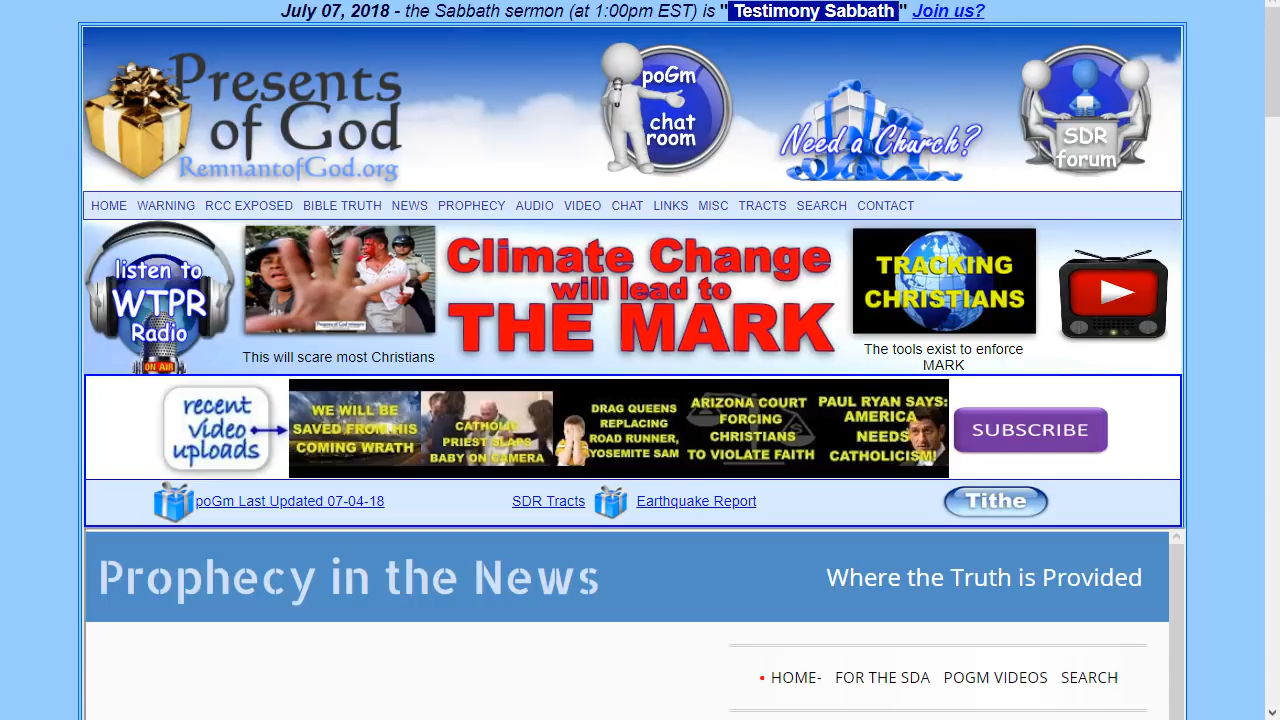 July 07, 2018 - the Sabbath sermon (at 1:00pm EST) is " Testimony Sabbath " Join us?
Presents
of God
RemnantofGod.org
poGm
chat
room
Need a Church?
SDR
forum
HOME WARNING RCC EXPOSED BIBLE TRUTH NEWS PROPHECY AUDIO VIDEO CHAT LINKS MISC TRACTS SEARCH CONTACT
listen to
WTPR
Radio
ON AIR
This will scare most Christians
Climate Change
will lead to
THE MARK
TRACKING
CHRISTIANS
The tools exist to enforce
MARK
recent
video
uploads
WE WILL BE
SAVED FROM HIS
COMING WRATH
CATHOLIC
PRIEST SLAPS
BABY ON CAMERA
DRAG QUEENS
REPLACING
ROAD RUNNER,
YOSEMITE SAM
ARIZONA COURT
FORCING
CHRISTIANS
TO VIOLATE FAITH
PAUL RYAN SAYS:
AMERICA
NEEDS
CATHOLICISM!
SUBSCRIBE
poGm Last Updated 07-04-18
SDR Tracts
Earthquake Report
Tithe
Prophecy in the News
Where the Truth is Provided
• HOME- FOR THE SDA POGM VIDEOS SEARCH